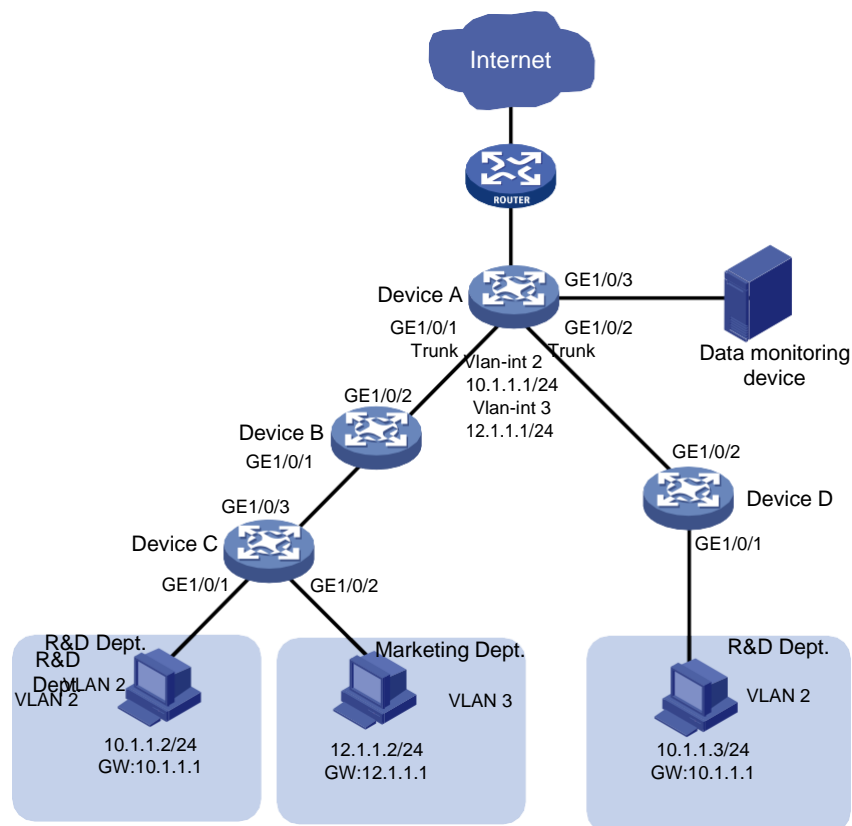 Internet
ROUTER
Device A
GE1/0/3
GE1/0/1
Trunk
GE1/0/2
Trunk
Vlan-int 2
10.1.1.1/24
Vlan-int 3
12.1.1.1/24
Data monitoring
device
GE1/0/2
Device B
GE1/0/1
GE1/0/2
Device D
GE1/0/1
GE1/0/3
Device C
GE1/0/1
GE1/0/2
R&D Dept.
R&D
Dept.
VLAN 2
VLAN 2
10.1.1.2/24
GW:10.1.1.1
Marketing Dept.
VLAN 3
12.1.1.2/24
GW:12.1.1.1
R&D Dept.
VLAN 2
10.1.1.3/24
GW:10.1.1.1